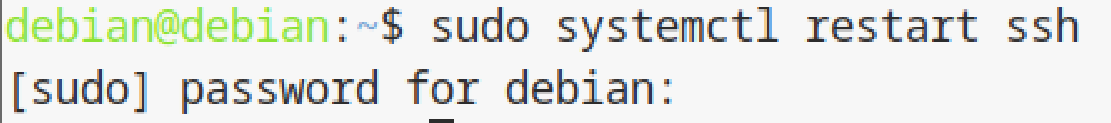 debian@debian:~$ sudo systemctl restart ssh
[sudo] password for debian: